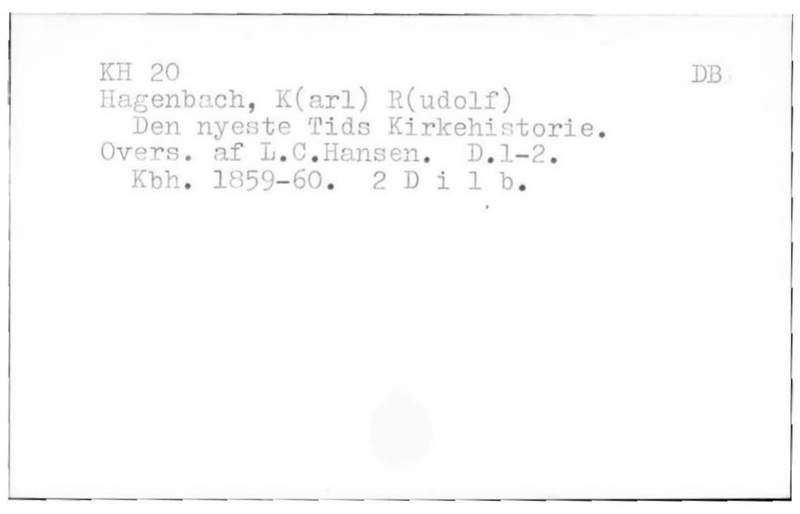 KH 20 DB
Hagenbach, K(arl) R(udolf)
Den nyeste Tids Kirkehistorie.
Overs. af L.C.Hansen. D.1-2.
Kbh. 1859-60. 2 D i 1 b.